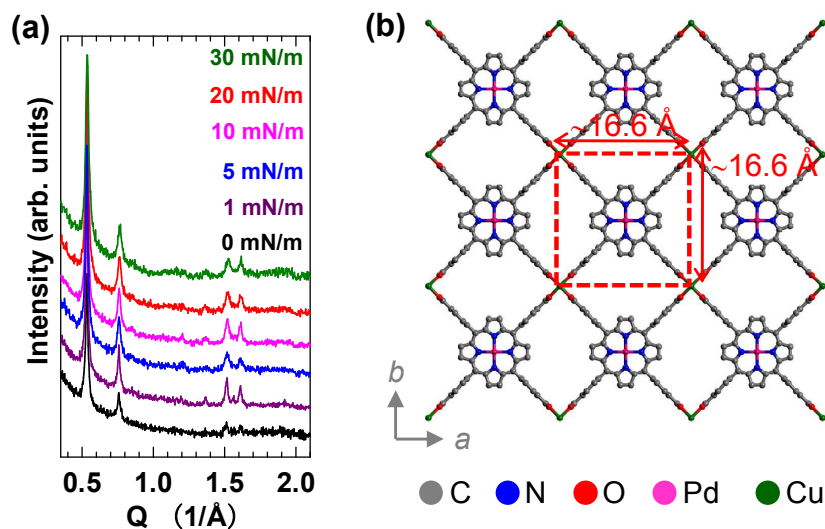 (a)
30 mN/m
20 mN/m
10 mN/m
5 mN/m
1 mN/m
0 mN/m
Intensity (arb. units)
0.5 1.0 1.5 2.0
Q (1/Å)
(b)
~16.6 Å
~16.6 Å
b
a
C N O Pd Cu